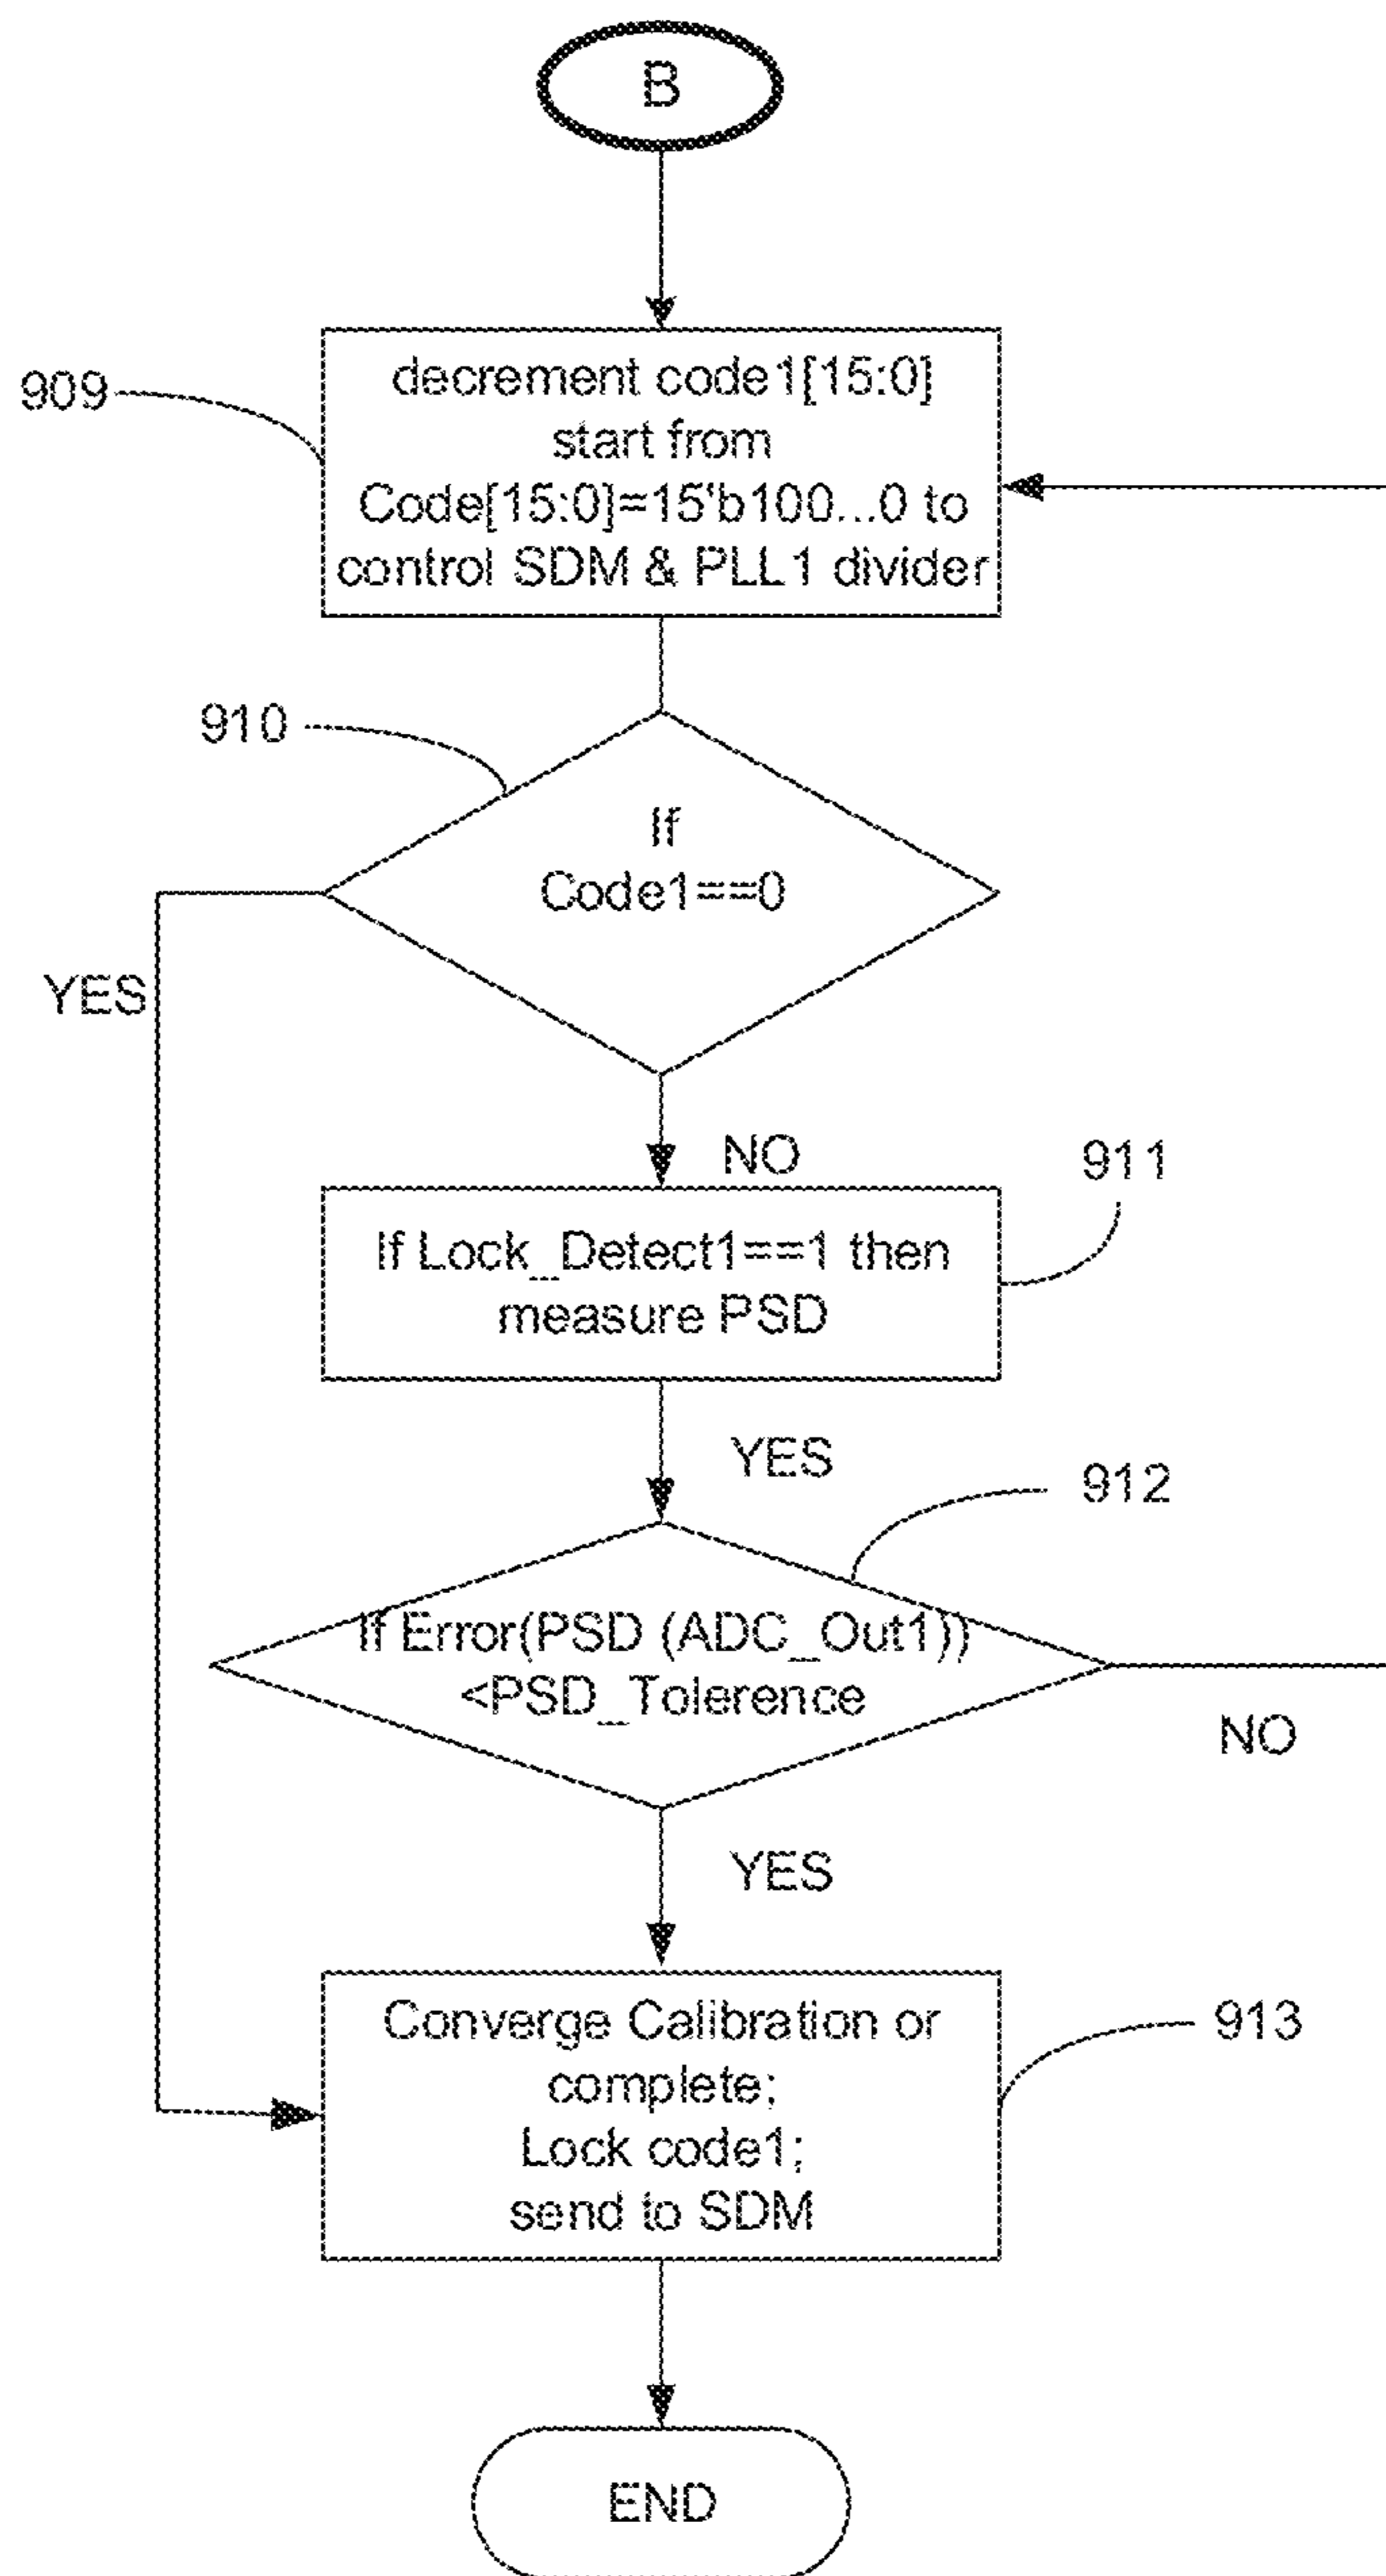 B
909
decrement code1[15:0]
start from
Code[15:0]=15'b100...0 to
control SDM & PLL1 divider
910
If
Code1==0
YES
NO
911
If Lock_Detect1==1 then
measure PSD
YES
912
If Error(PSD (ADC_Out1))
<PSD_Tolerence
NO
YES
Converge Calibration or
complete;
Lock code1;
send to SDM
913
END